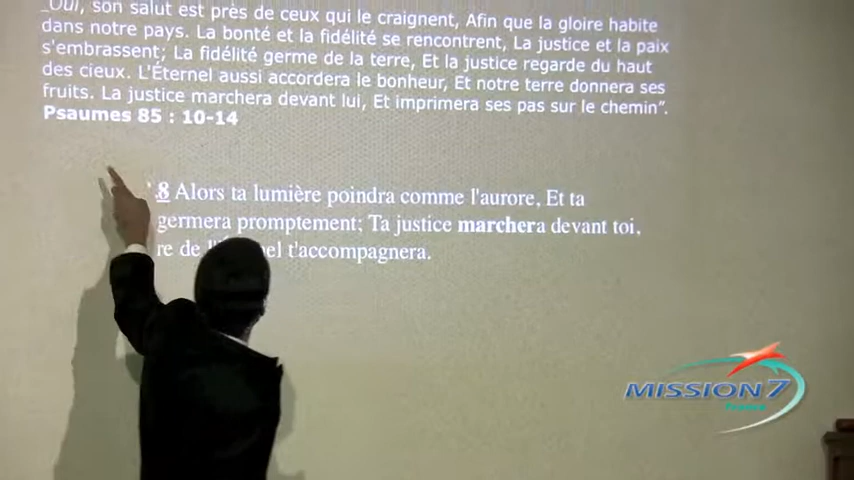 „Oui, son salut est près de ceux qui le craignent, Afin que la gloire habite
dans notre pays. La bonté et la fidélité se rencontrent, La justice et la paix
s'embrassent; La fidélité germe de la terre, Et la justice regarde du haut
des cieux. L'Éternel aussi accordera le bonheur, Et notre terre donnera ses
fruits. La justice marchera devant lui, Et imprimera ses pas sur le chemin”.
Psaumes 85 : 10-14
8 Alors ta lumière poindra comme l'aurore, Et ta
germera promptement; Ta justice marchera devant toi,
re de t'accompagnera.
MISSION 7
france